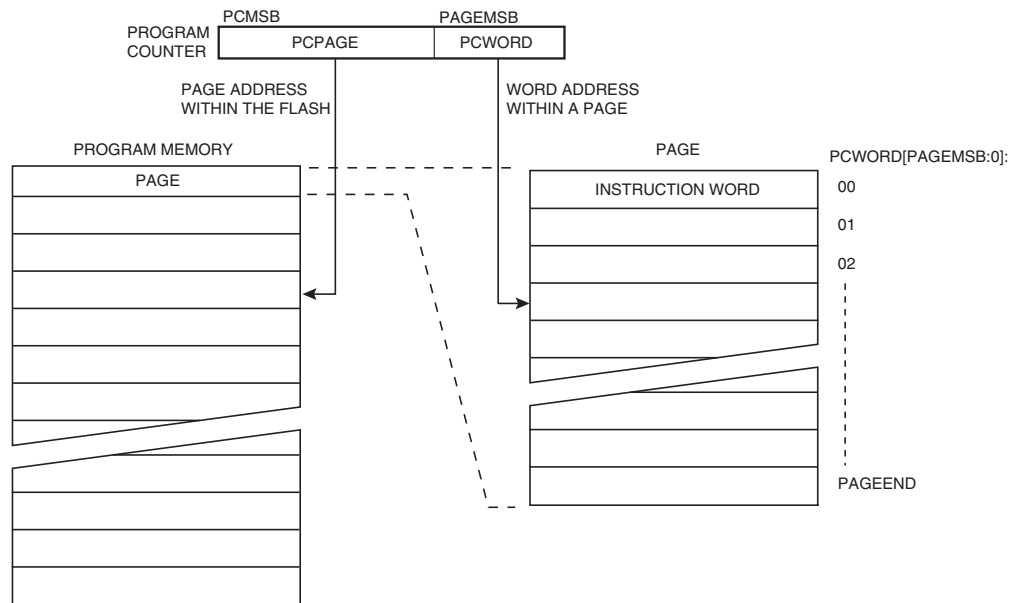 PCMSB
PAGEMSB
PROGRAM
COUNTER
PCPAGE
PCWORD
PAGE ADDRESS
WITHIN THE FLASH
WORD ADDRESS
WITHIN A PAGE
PROGRAM MEMORY
PAGE
PAGE
PCWORD[PAGEMSB:0]:
INSTRUCTION WORD
00
01
02
PAGEEND